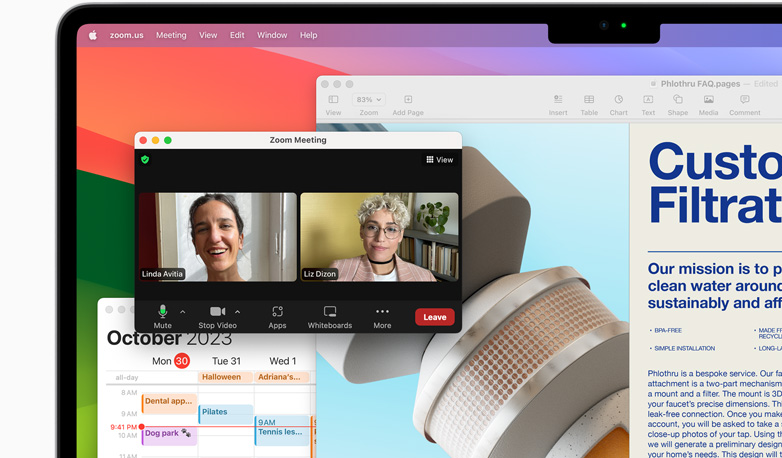 zoom.us Meeting View Edit Window Help
Phlothru FAQ.pages — Edited
83%
View Zoom Add Page Insert Table Chart Text Shape Media Comment
Zoom Meeting
View
Linda Avitia
Liz Dizon
Mute Stop Video Apps Whiteboards More Leave
October 2023
Mon 30 Tue 31 Wed 1
all-day Halloween Adriana's...
8 AM
Dental app...
9 AM
Pilates
9 AM
9:41 PM
10 AM
Dog park 🐾
Tennis les...
11 AM
Custo
Filtrat
Our mission is to p
clean water around
sustainably and aff
• BPA-FREE
• MADE FR
RECYCL
• SIMPLE INSTALLATION
• LONG-LA
Phlothru is a bespoke service. Our fa
attachment is a two-part mechanism
a mount and a filter. The mount is 3D
your faucet's precise dimensions. Thi
leak-free connection. Once you make
account, you will be asked to take a s
close-up photos of your tap. Using th
we will generate a preliminary design
your home's needs. This design will